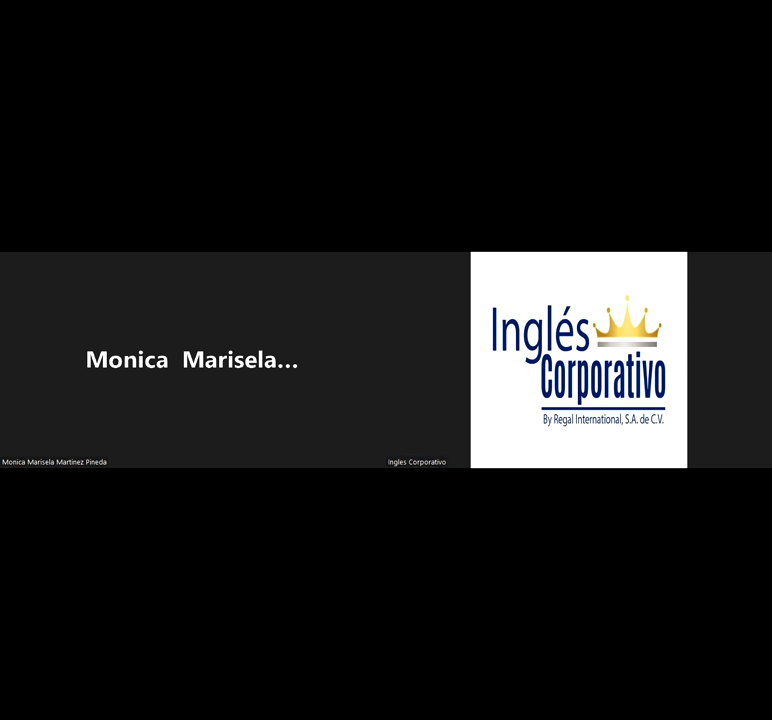 Monica Marisela...
Monica Marisela Martinez Pineda
Inglés
Corporativo
By Regal International, S.A. de C.V.
Ingles Corporativo